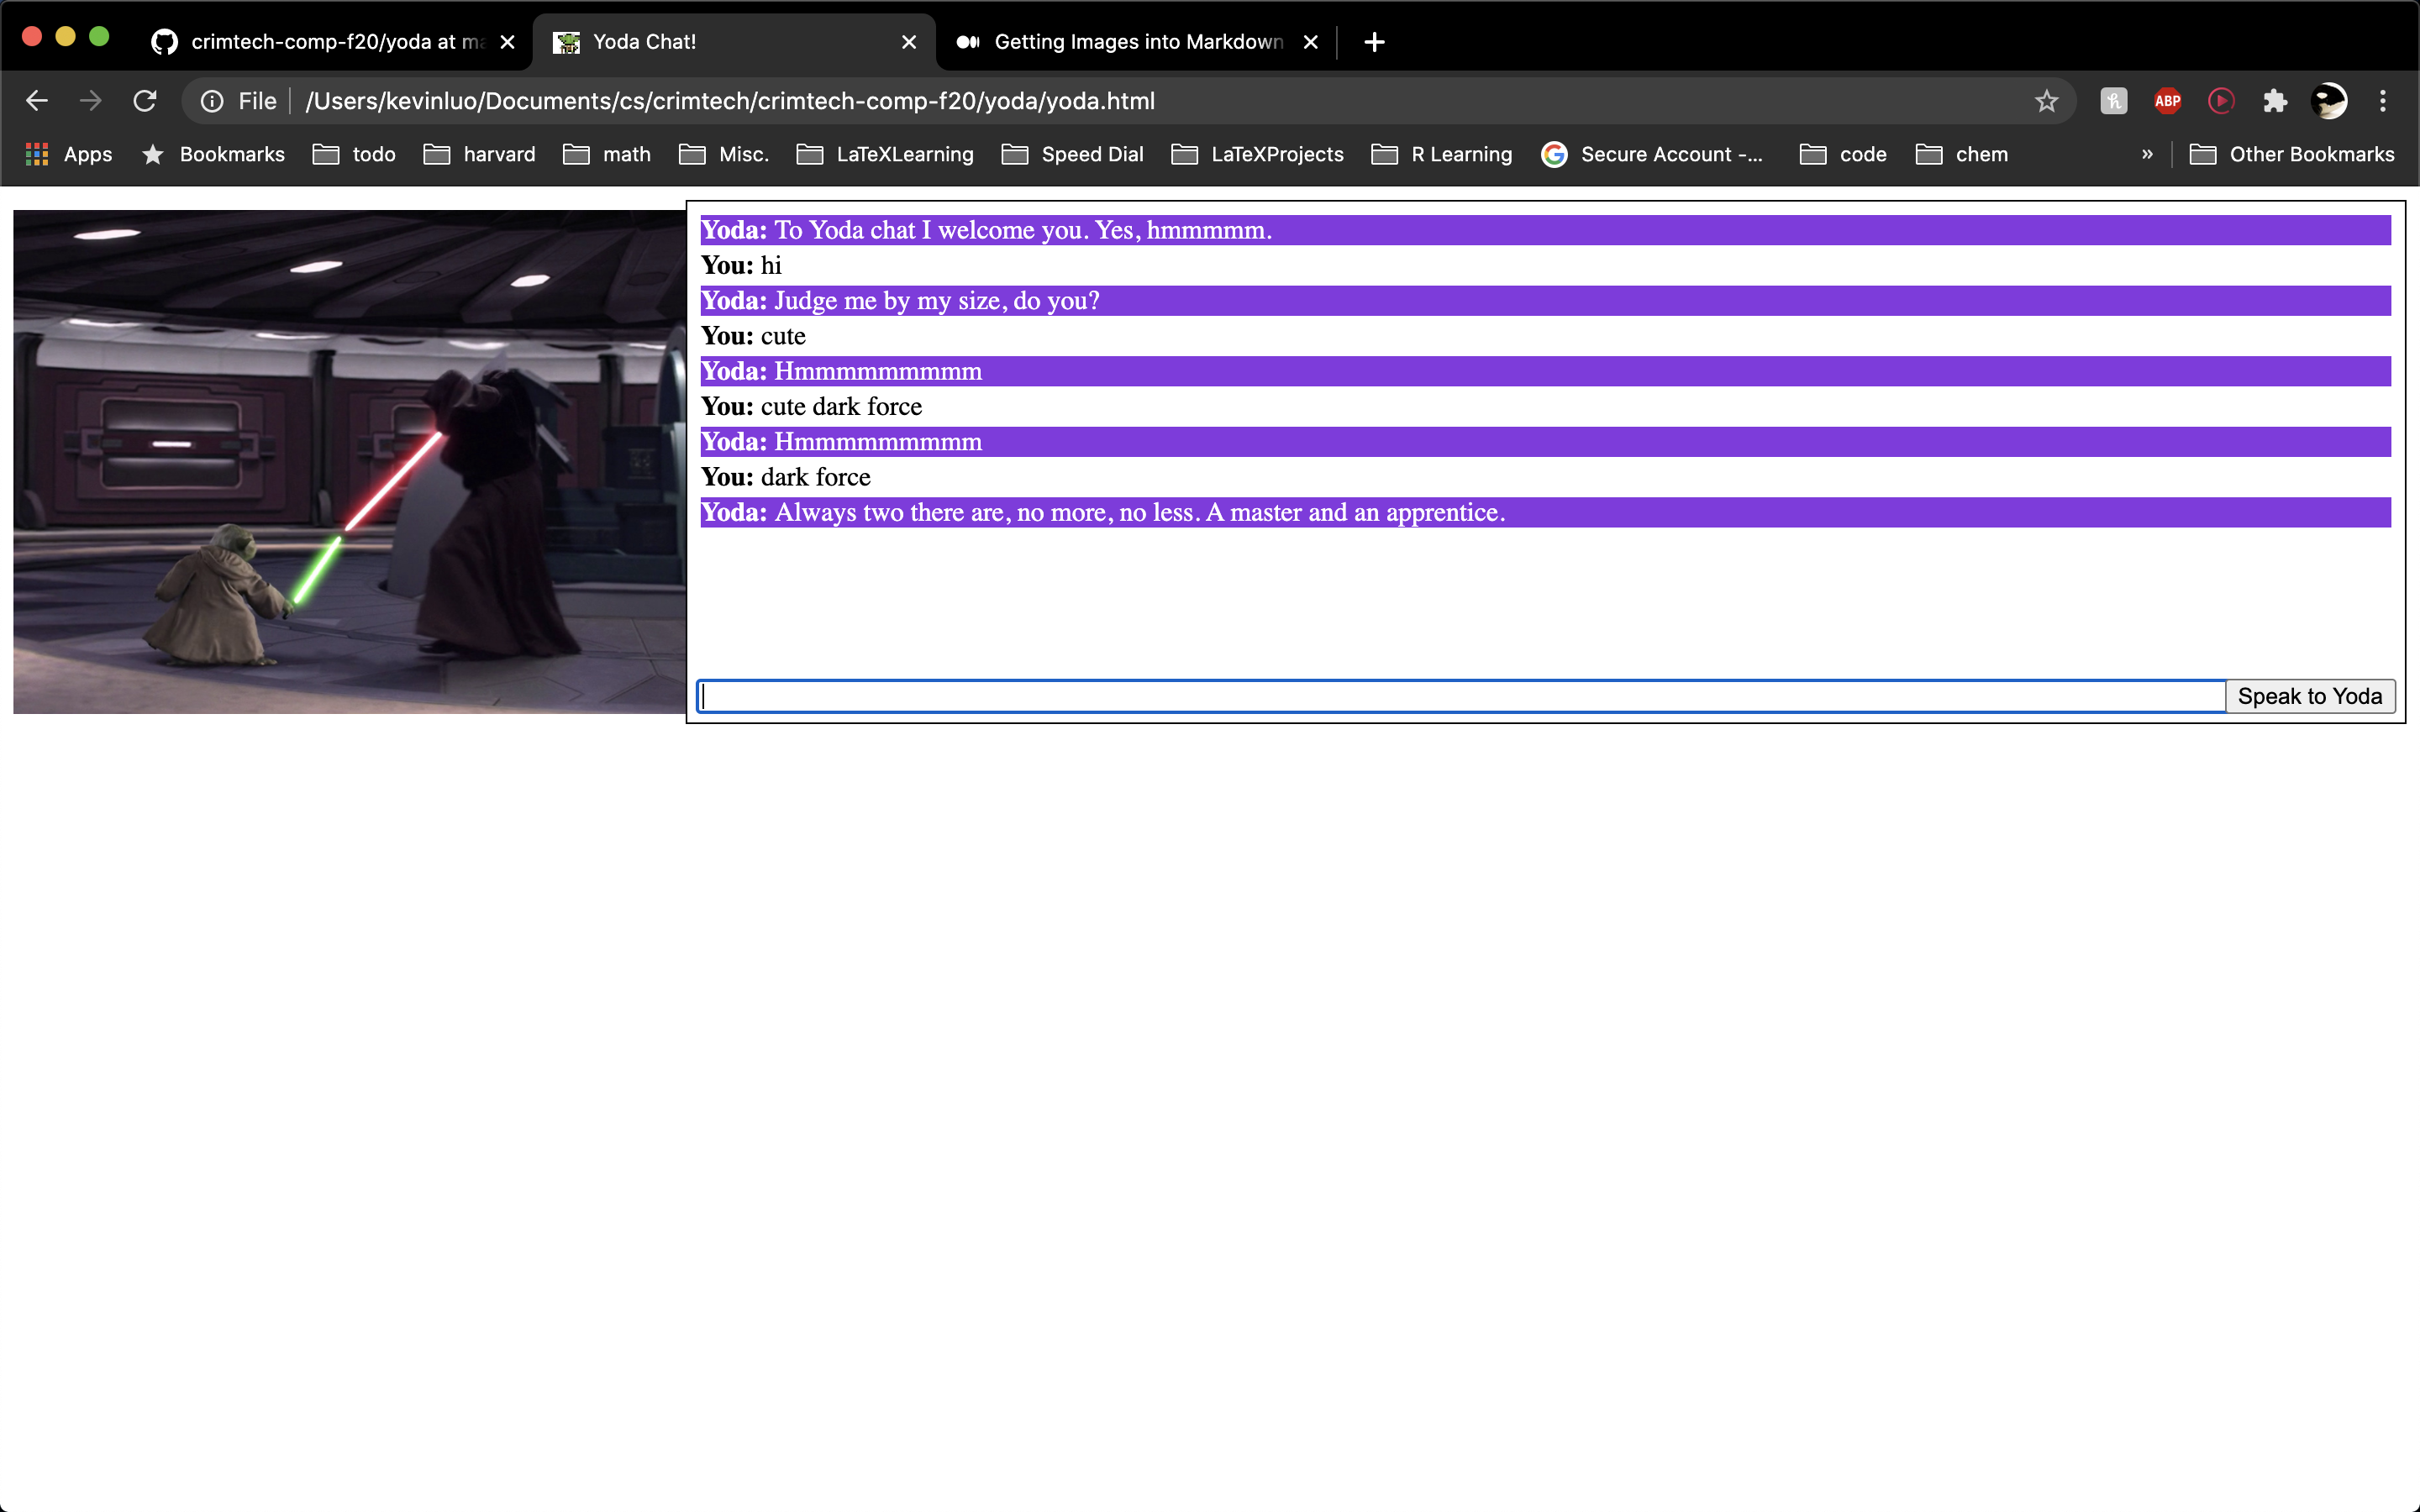 crimtech-comp-f20/yoda at ma
Yoda Chat!
Getting Images into Markdown
File
/Users/kevinluo/Documents/cs/crimtech/crimtech-comp-f20/yoda/yoda.html
ABP
Apps
Bookmarks
todo
harvard
math
Misc.
LaTeXLearning
Speed Dial
LaTeXProjects
R Learning
Secure Account -...
code
chem
»
Other Bookmarks
Yoda: To Yoda chat I welcome you. Yes, hmmmmm.
You: hi
Yoda: Judge me by my size, do you?
You: cute
Yoda: Hmmmmmmmmm
You: cute dark force
Yoda: Hmmmmmmmmm
You: dark force
Yoda: Always two there are, no more, no less. A master and an apprentice.
Speak to Yoda